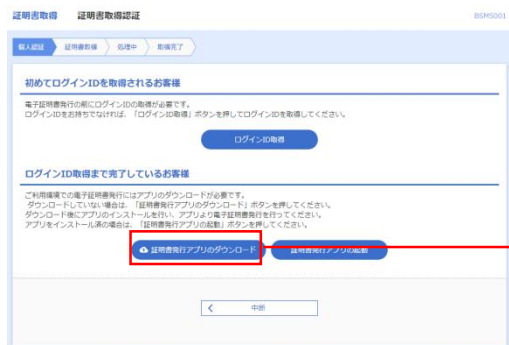 証明書取得 証明書取得認証
BSMS001
個人認証 証明書取得 処理中 取得完了
初めてログインIDを取得されるお客様
電子証明書発行の前にログインIDの取得が必要です。
ログインIDをお持ちでなければ、「ログインID取得」ボタンを押してログインIDを取得してください。
ログインID取得
ログインID取得まで完了しているお客様
ご利用環境での電子証明書発行にはアプリのダウンロードが必要です。
ダウンロードしていない場合は、「証明書発行アプリのダウンロード」ボタンを押してください。
ダウンロード後にアプリのインストールを行い、アプリより電子証明書発行を行ってください。
アプリをインストール済の場合は、「証明書発行アプリの起動」ボタンを押してください。
証明書発行アプリのダウンロード 証明書発行アプリの起動
中断